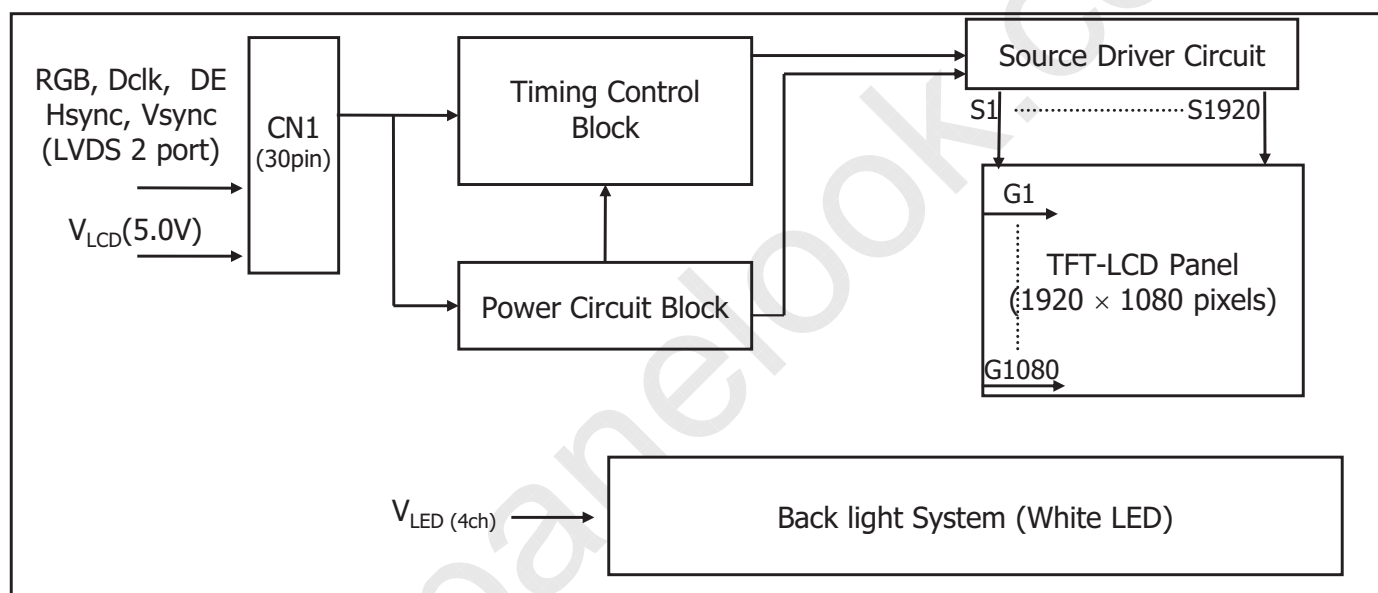 RGB, Dclk, DE
Hsync, Vsync
(LVDS 2 port)
V_LCD(5.0V)
CN1
(30pin)
Timing Control
Block
Power Circuit Block
Source Driver Circuit
S1
S1920
G1
TFT-LCD Panel
(1920 × 1080 pixels)
G1080
V_LED (4ch)
Back light System (White LED)
panelook.co